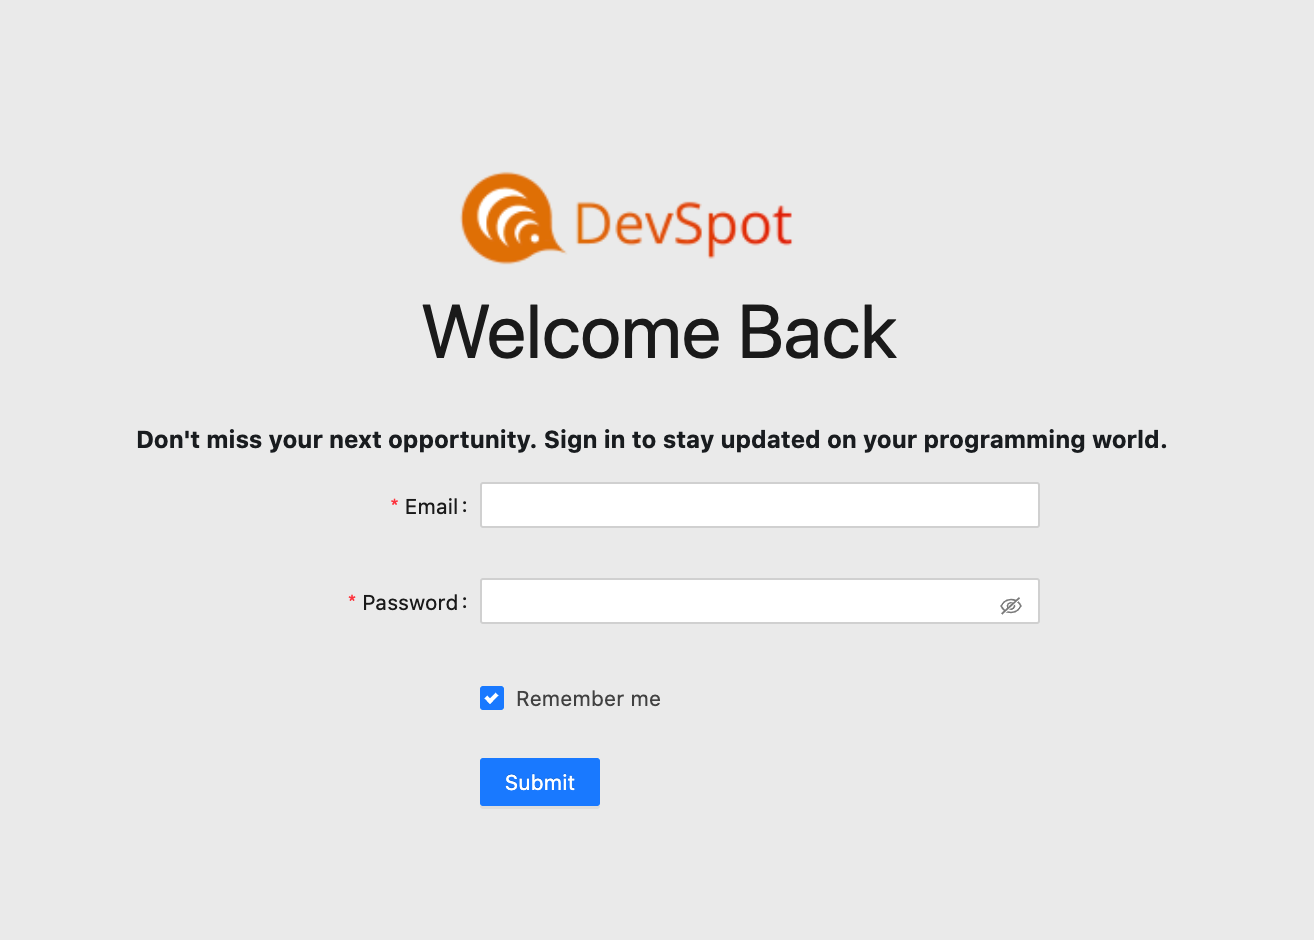 DevSpot
Welcome Back
Don't miss your next opportunity. Sign in to stay updated on your programming world.
* Email:
* Password:
Remember me
Submit